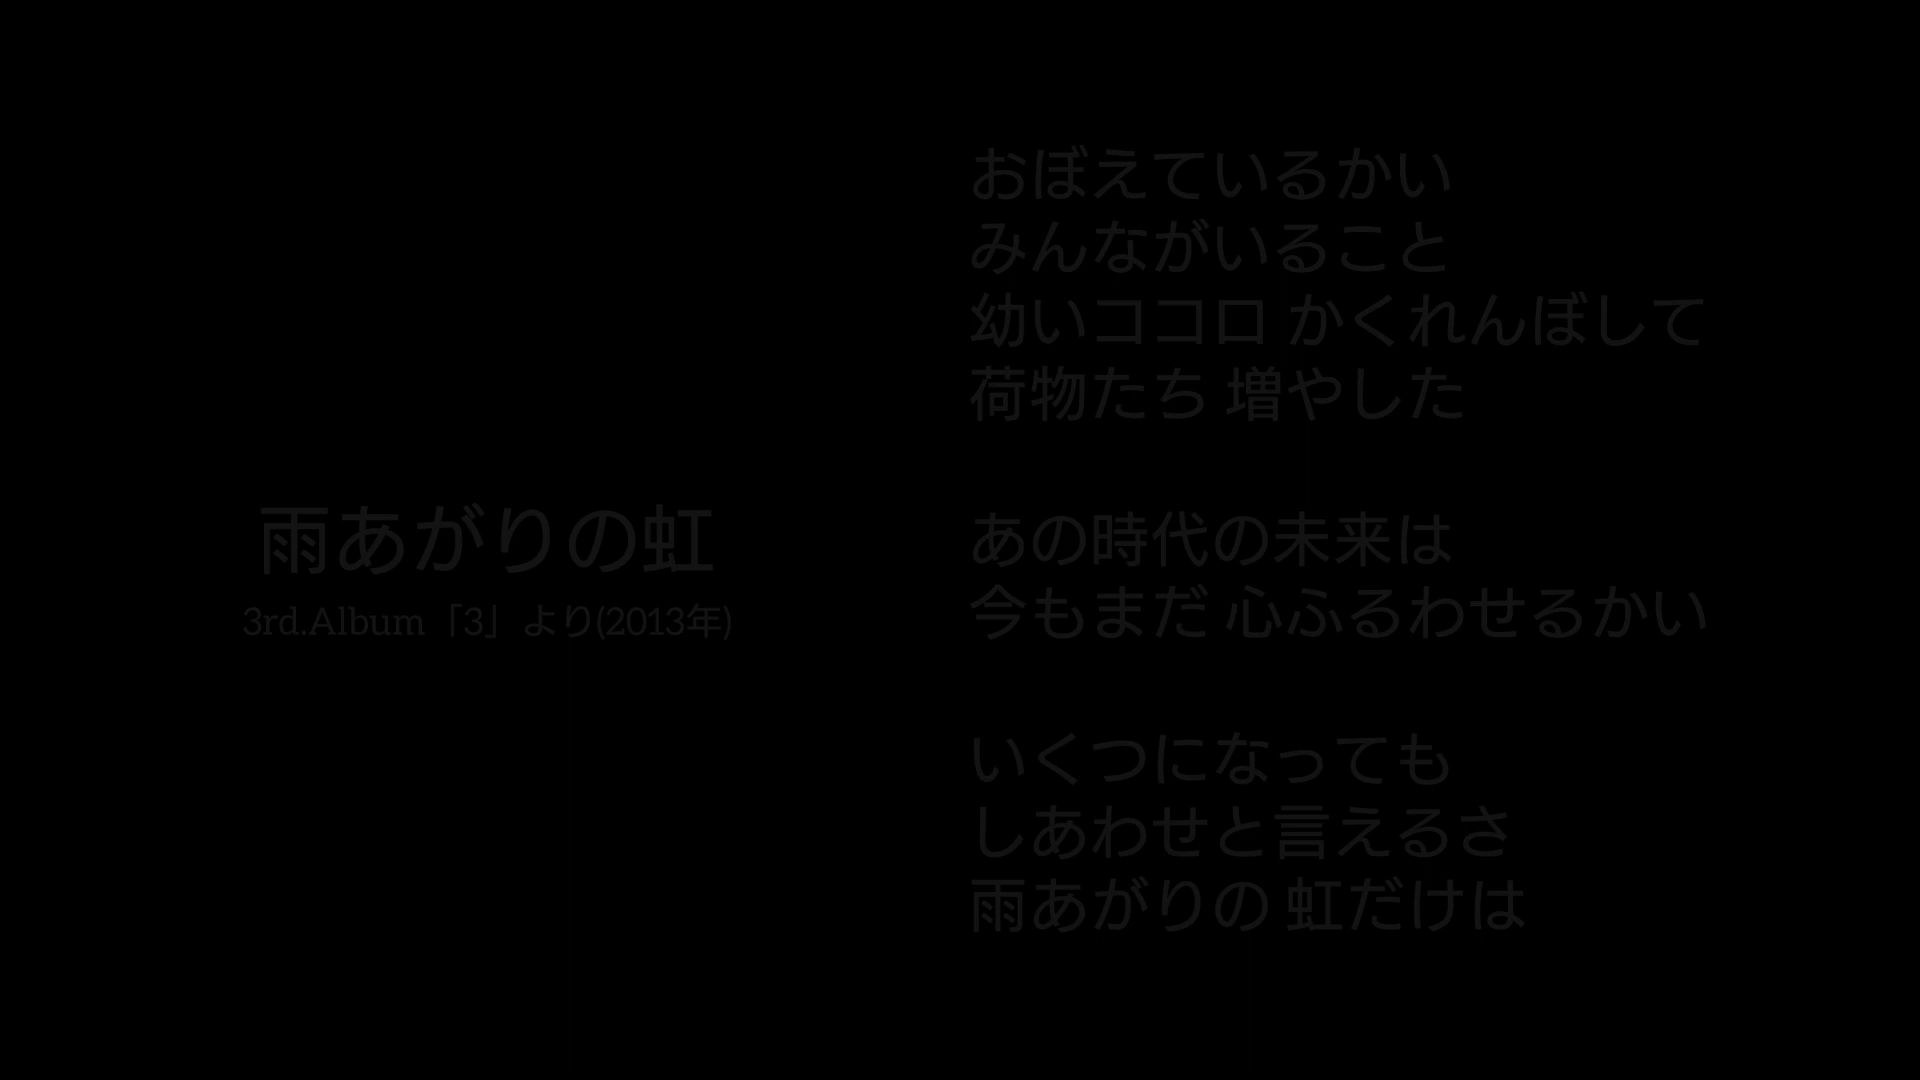 雨あがりの虹
3rd.Album「3」より(2013年)
おぼえているかい
みんながいること
幼いココロ かくれんぼして
荷物たち 増やした
あの時代の未来は
今もまだ 心ふるわせるかい
いくつになっても
しあわせと言えるさ
雨あがりの 虹だけは